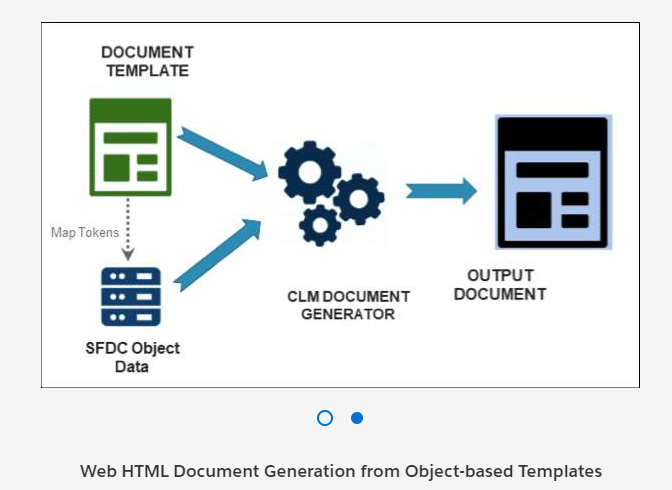 DOCUMENT
TEMPLATE
Map Tokens
SFDC Object
Data
CLM DOCUMENT
GENERATOR
OUTPUT
DOCUMENT
Web HTML Document Generation from Object-based Templates